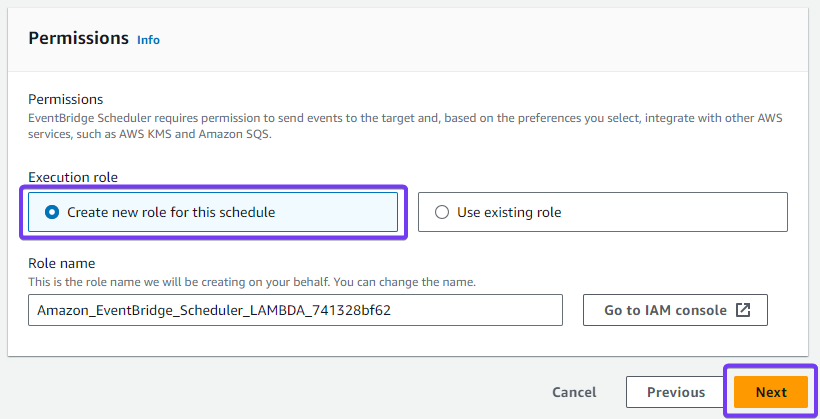 Permissions Info
Permissions
EventBridge Scheduler requires permission to send events to the target and, based on the preferences you select, integrate with other AWS
services, such as AWS KMS and Amazon SQS.
Execution role
Create new role for this schedule
Use existing role
Role name
This is the role name we will be creating on your behalf. You can change the name.
Amazon_EventBridge_Scheduler_LAMBDA_741328bf62
Go to IAM console
Cancel
Previous
Next